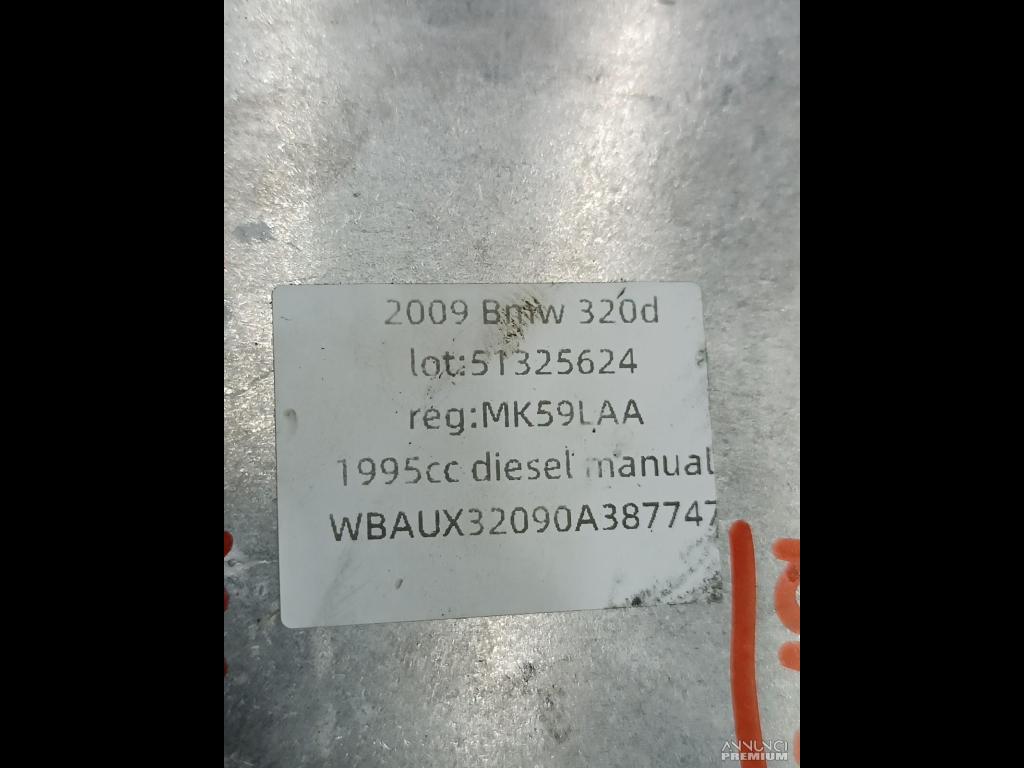 2009 Bmw 320d
lot:51325624
reg:MK59LAA
1995cc diesel manual
WBAUX32090A387747
ANNUNCI
PREMIUM